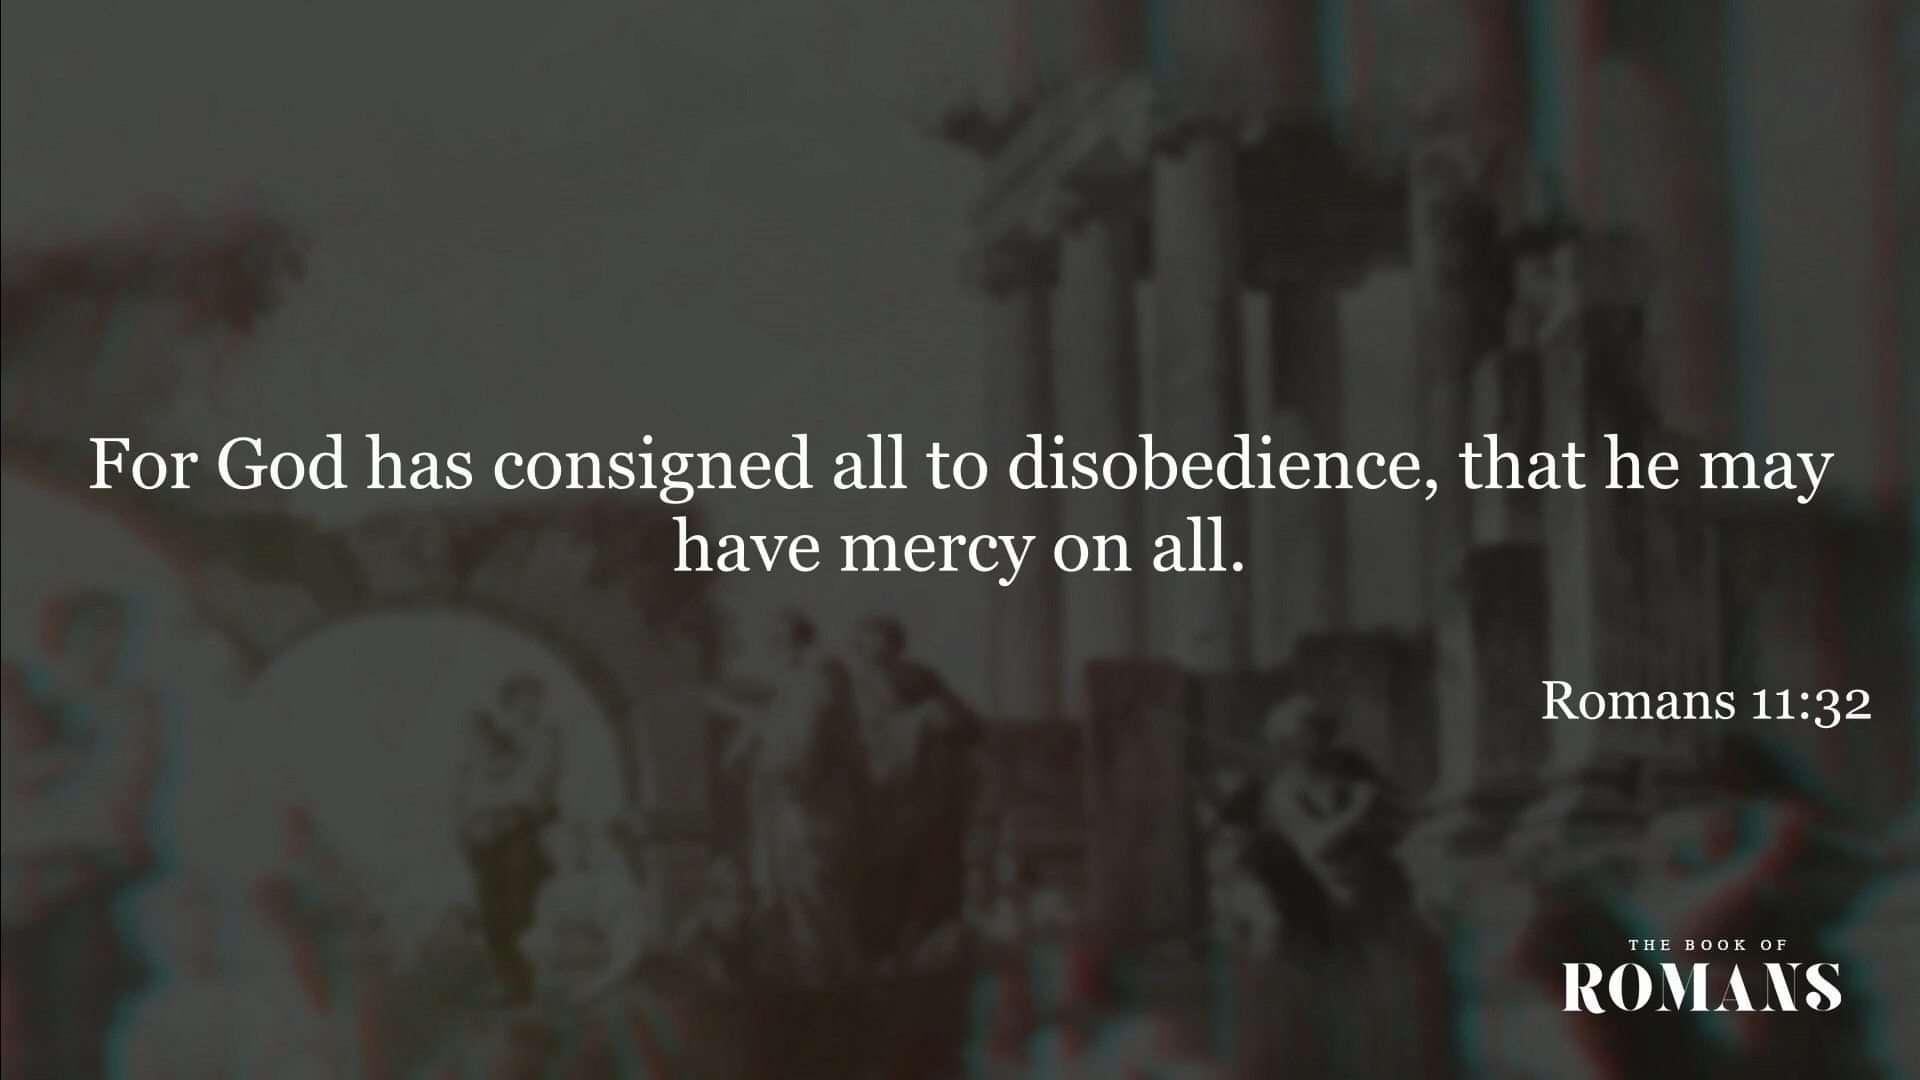 For God has consigned all to disobedience, that he may
have mercy on all.
Romans 11:32
THE BOOK OF
ROMANS